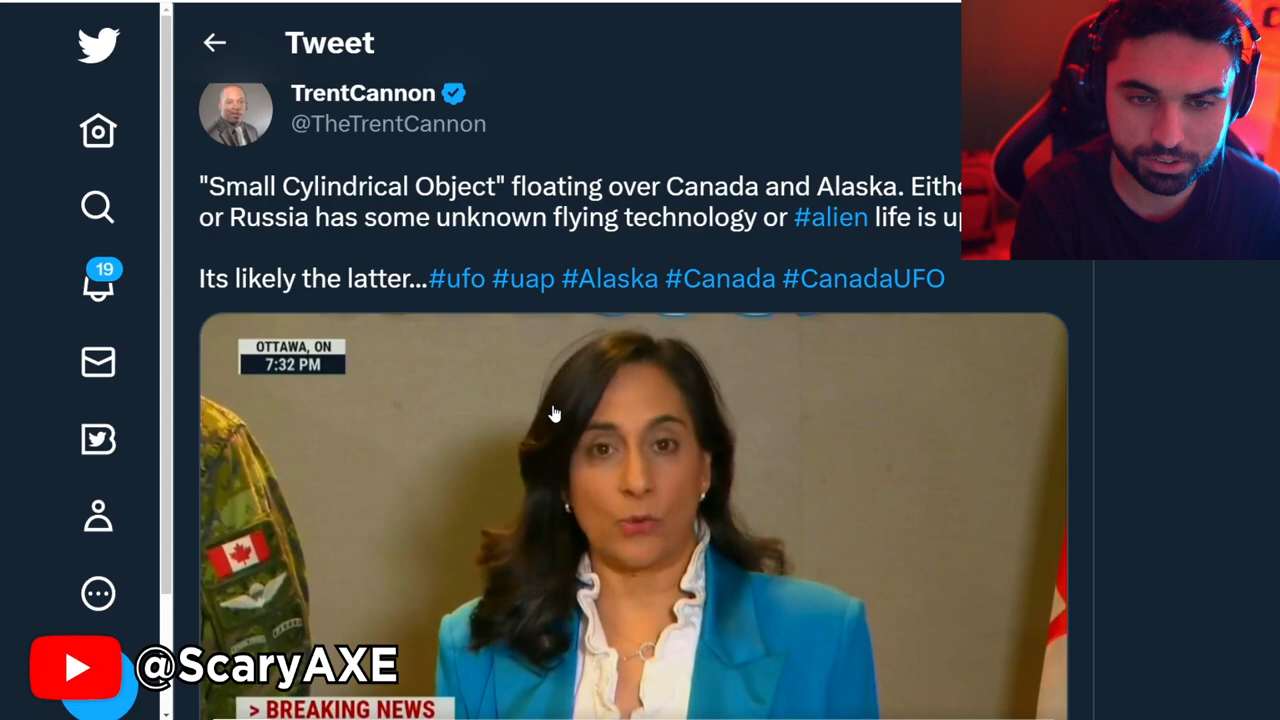 Tweet
TrentCannon
@TheTrentCannon
"Small Cylindrical Object" floating over Canada and Alaska.
or Russia has some unknown flying technology or #alien life is
Its likely the latter...#ufo #uap #Alaska #Canada #CanadaUFO
19
OTTAWA, ON
7:32 PM
@ScaryAXE
> BREAKING NEWS